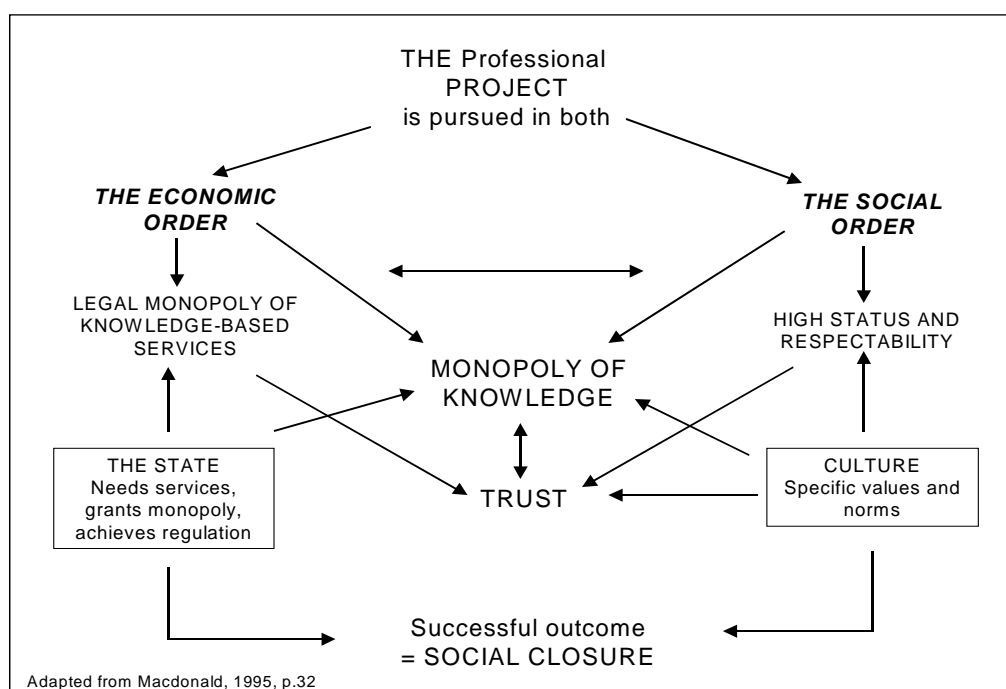 THE Professional
PROJECT
is pursued in both
THE ECONOMIC
ORDER
THE SOCIAL
ORDER
LEGAL MONOPOLY OF
KNOWLEDGE-BASED
SERVICES
HIGH STATUS AND
RESPECTABILITY
MONOPOLY OF
KNOWLEDGE
THE STATE
Needs services,
grants monopoly,
achieves regulation
TRUST
CULTURE
Specific values and
norms
Successful outcome
= SOCIAL CLOSURE
Adapted from Macdonald, 1995, p.32